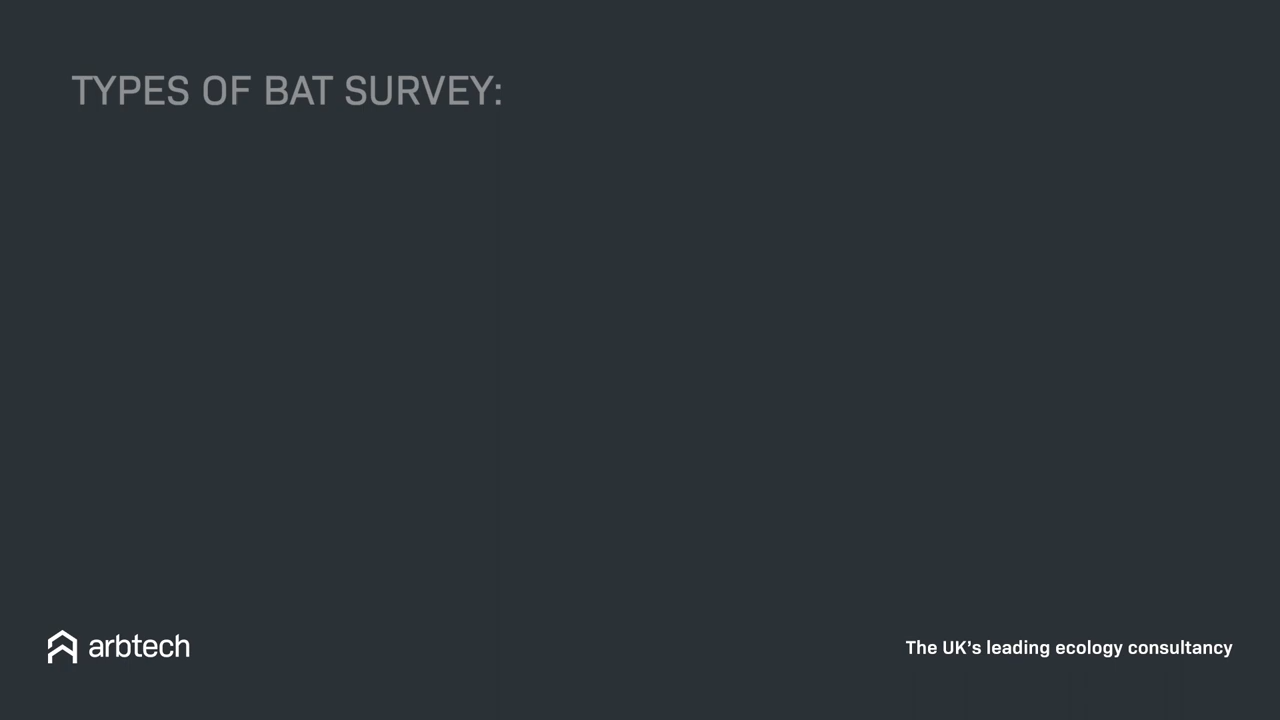 TYPES OF BAT SURVEY:
arbtech
The UK's leading ecology consultancy